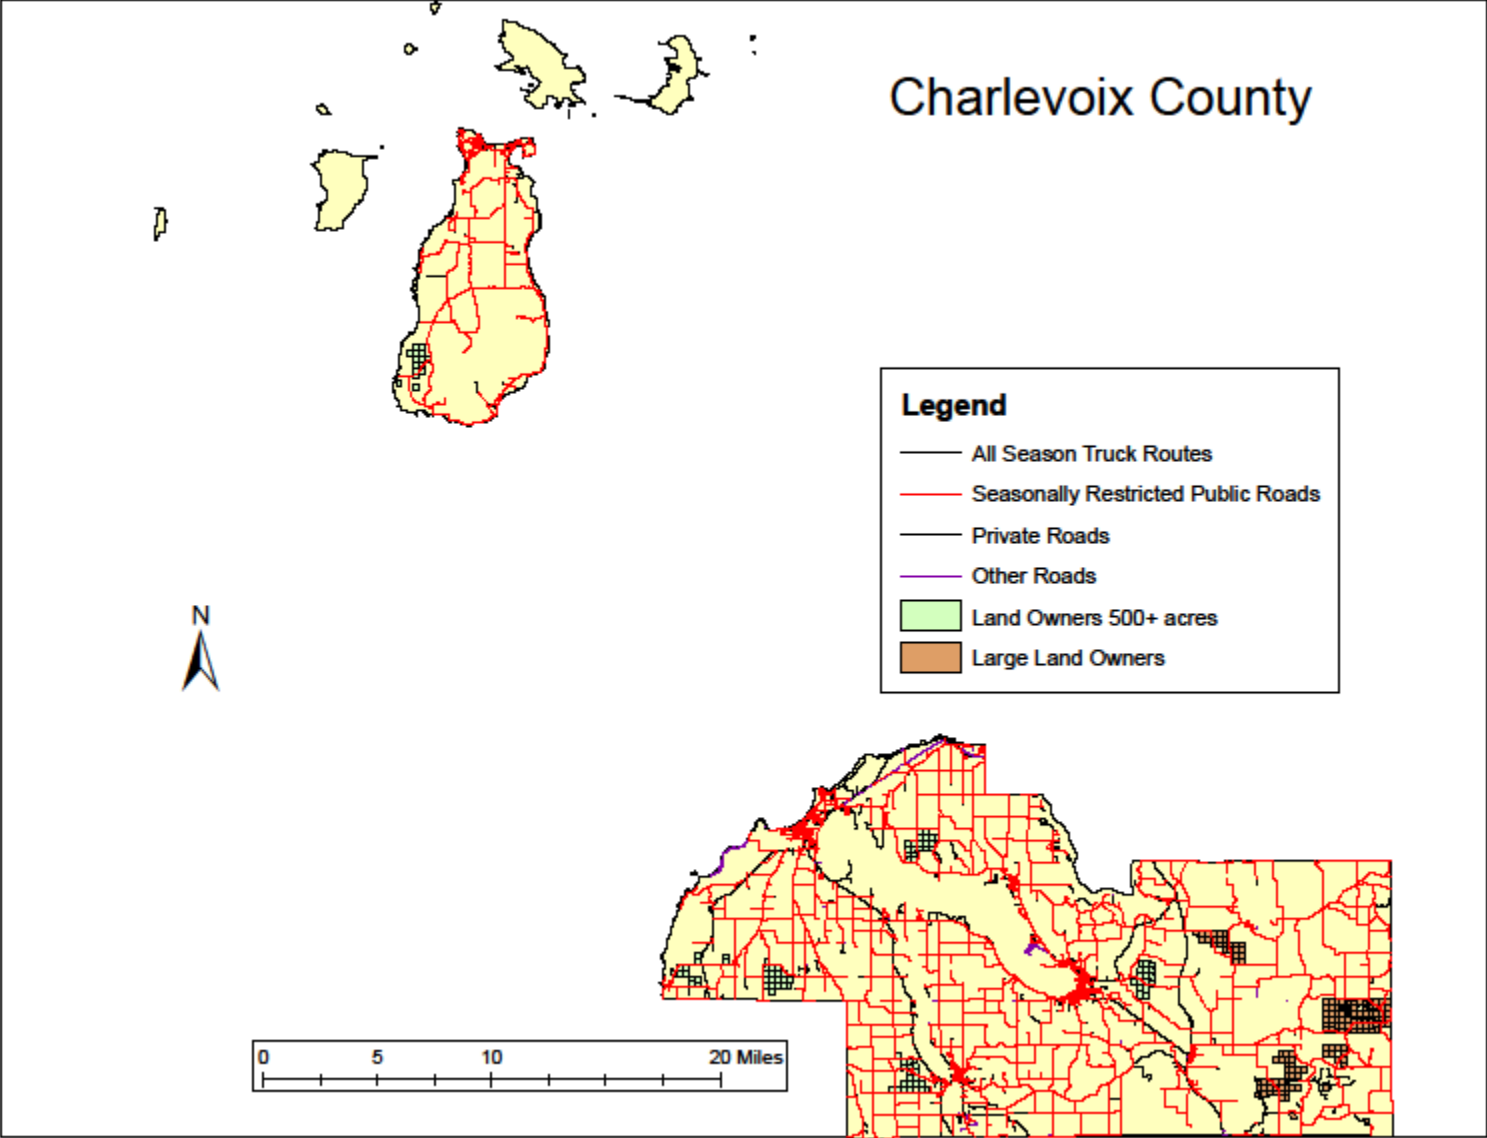 Charlevoix County
Legend
All Season Truck Routes
Seasonally Restricted Public Roads
Private Roads
Other Roads
Land Owners 500+ acres
Large Land Owners
N
0 5 10 20 Miles